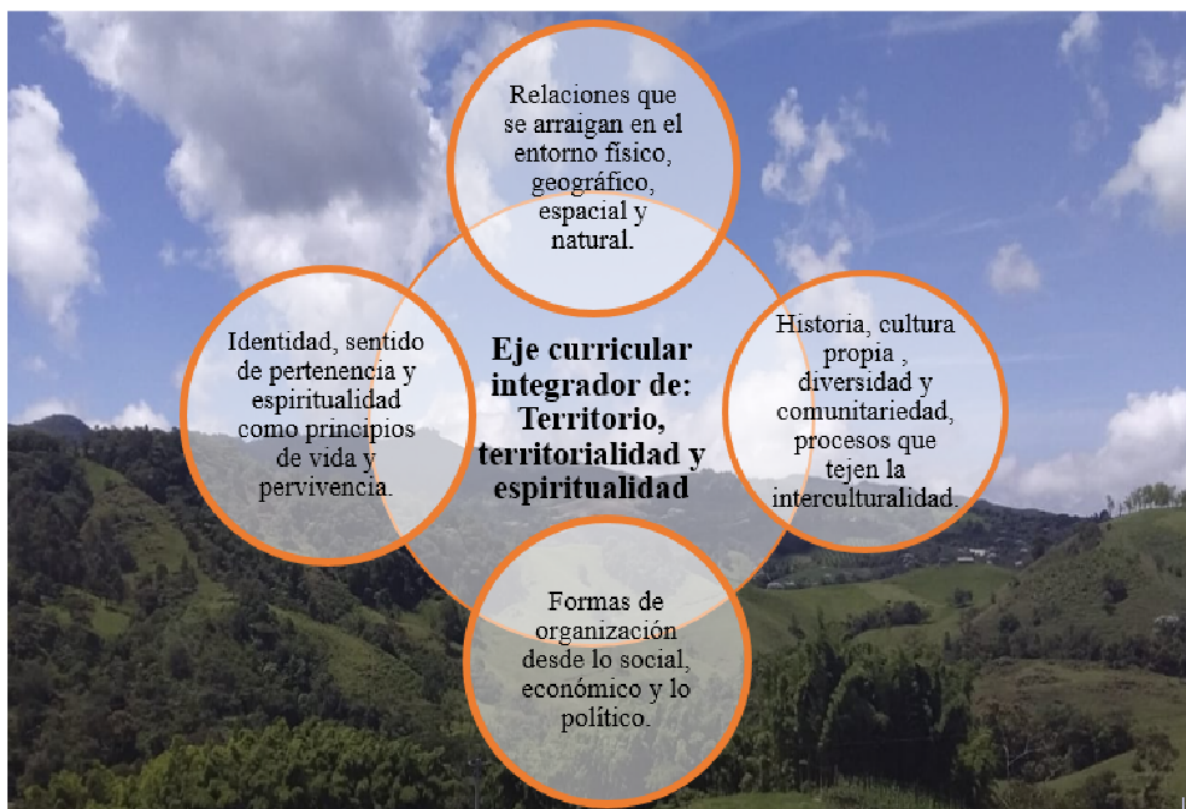 Relaciones que
se arraigan en el
entorno físico,
geográfico,
espacial y
natural.
Identidad, sentido
de pertenencia y
espiritualidad
como principios
de vida y
pervivencia.
Eje curricular
integrador de:
Territorio,
territorialidad y
espiritualidad
Historia, cultura
propia ,
diversidad y
comunitariedad,
procesos que
tejen la
interculturalidad.
Formas de
organización
desde lo social,
económico y lo
político.